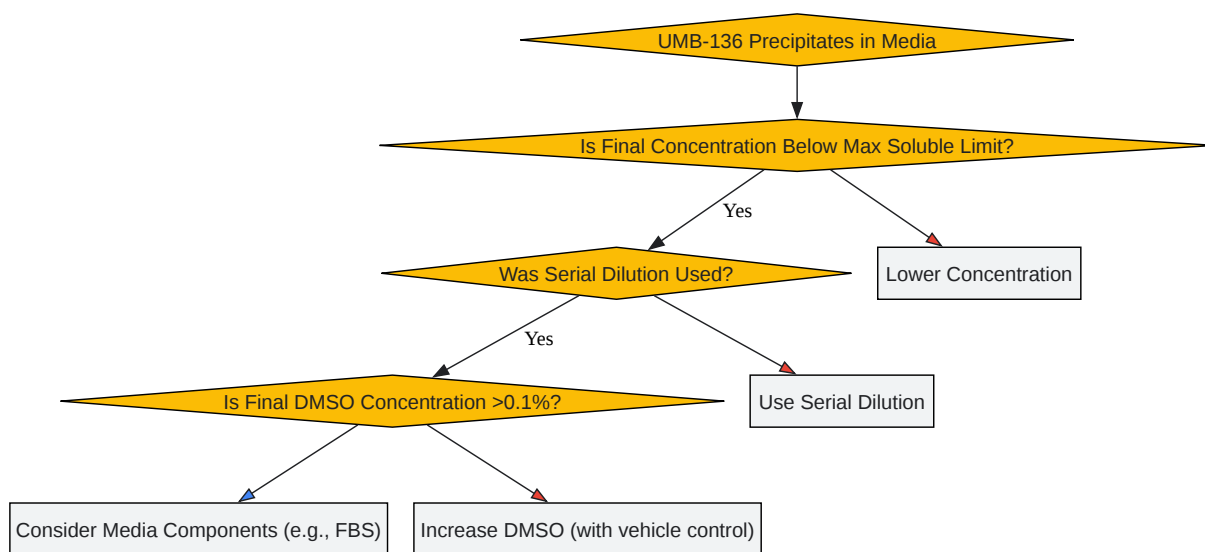 UMB-136 Precipitates in Media
Is Final Concentration Below Max Soluble Limit?
Yes
Was Serial Dilution Used?
Lower Concentration
Yes
Is Final DMSO Concentration >0.1%?
Use Serial Dilution
Consider Media Components (e.g., FBS)
Increase DMSO (with vehicle control)